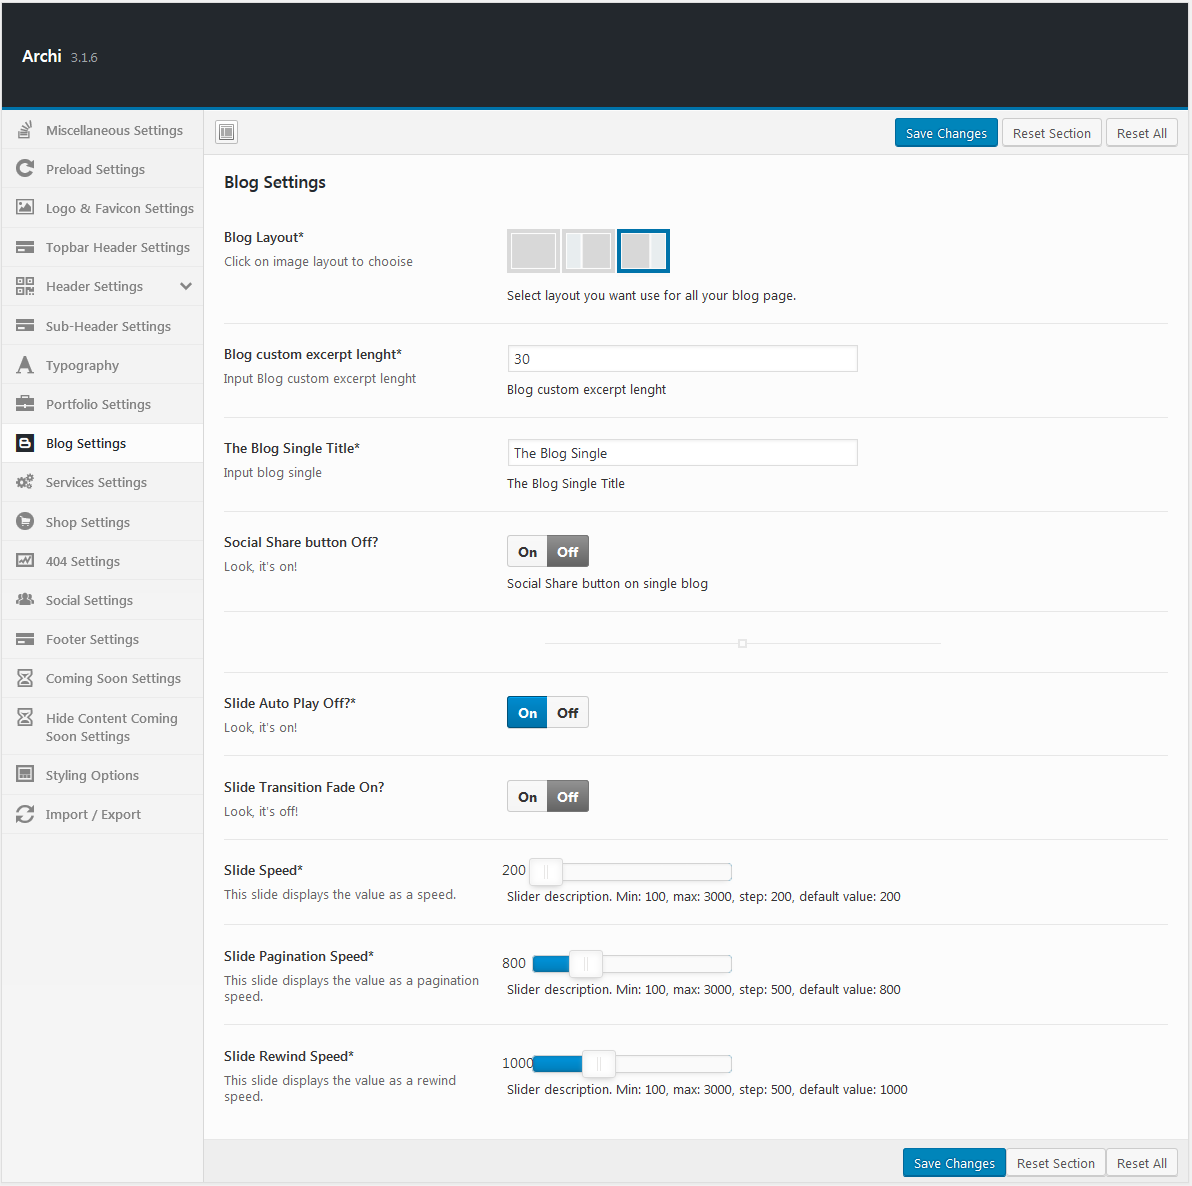 Archi 3.1.6
Miscellaneous Settings
Preload Settings
Logo & Favicon Settings
Topbar Header Settings
Header Settings
Sub-Header Settings
Typography
Portfolio Settings
Blog Settings
Services Settings
Shop Settings
404 Settings
Social Settings
Footer Settings
Coming Soon Settings
Hide Content Coming
Soon Settings
Styling Options
Import / Export
Save Changes Reset Section Reset All
Blog Settings
Blog Layout*
Click on image layout to chooise
Select layout you want use for all your blog page.
Blog custom excerpt lenght*
Input Blog custom excerpt lenght
30
Blog custom excerpt lenght
The Blog Single Title*
Input blog single
The Blog Single
The Blog Single Title
Social Share button Off?
Look, it's on!
On Off
Social Share button on single blog
Slide Auto Play Off?*
Look, it's on!
On Off
Slide Transition Fade On?
Look, it's off!
On Off
Slide Speed*
This slide displays the value as a speed.
200
Slider description. Min: 100, max: 3000, step: 200, default value: 200
Slide Pagination Speed*
This slide displays the value as a pagination
speed.
800
Slider description. Min: 100, max: 3000, step: 500, default value: 800
Slide Rewind Speed*
This slide displays the value as a rewind
speed.
1000
Slider description. Min: 100, max: 3000, step: 500, default value: 1000
Save Changes Reset Section Reset All